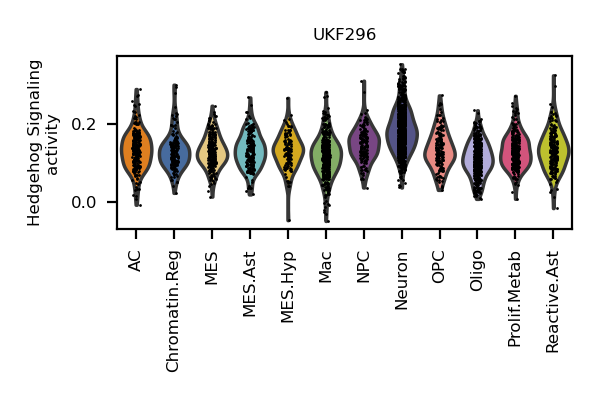 UKF296
Hedgehog Signaling
activity
0.2
0.0
AC
Chromatin.Reg
MES
MES.Ast
MES.Hyp
Mac
NPC
Neuron
OPC
Oligo
Prolif.Metab
Reactive.Ast